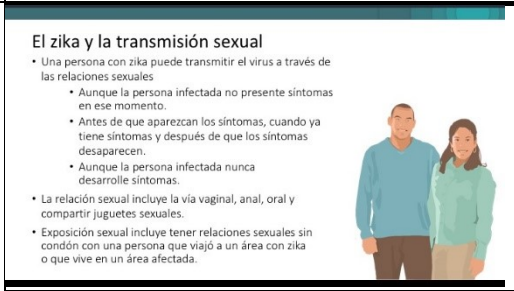 El zika y la transmisión sexual
• Una persona con zika puede transmitir el virus a través de
las relaciones sexuales
• Aunque la persona infectada no presente síntomas
en ese momento.
• Antes de que aparezcan los síntomas, cuando ya
tiene síntomas y después de que los síntomas
desaparecen.
• Aunque la persona infectada nunca
desarrolle síntomas.
• La relación sexual incluye la vía vaginal, anal, oral y
compartir juguetes sexuales.
• Exposición sexual incluye tener relaciones sexuales sin
condón con una persona que viajó a un área con zika
o que vive en un área afectada.